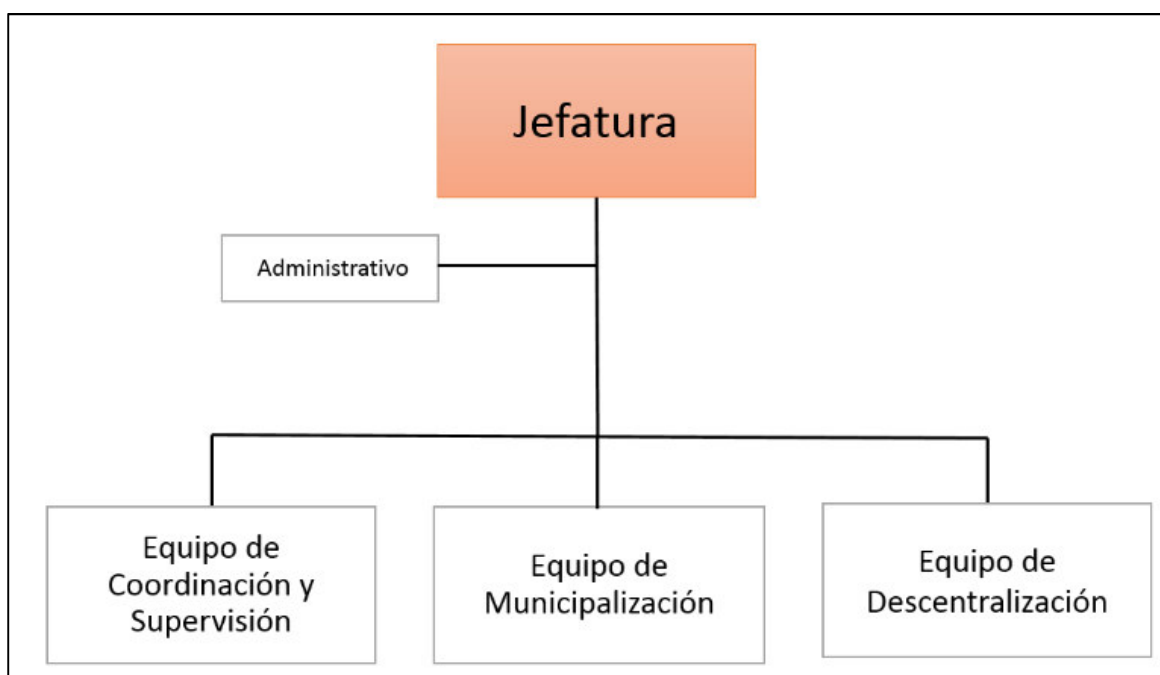 Jefatura
Administrativo
Equipo de
Coordinación y
Supervisión
Equipo de
Municipalización
Equipo de
Descentralización